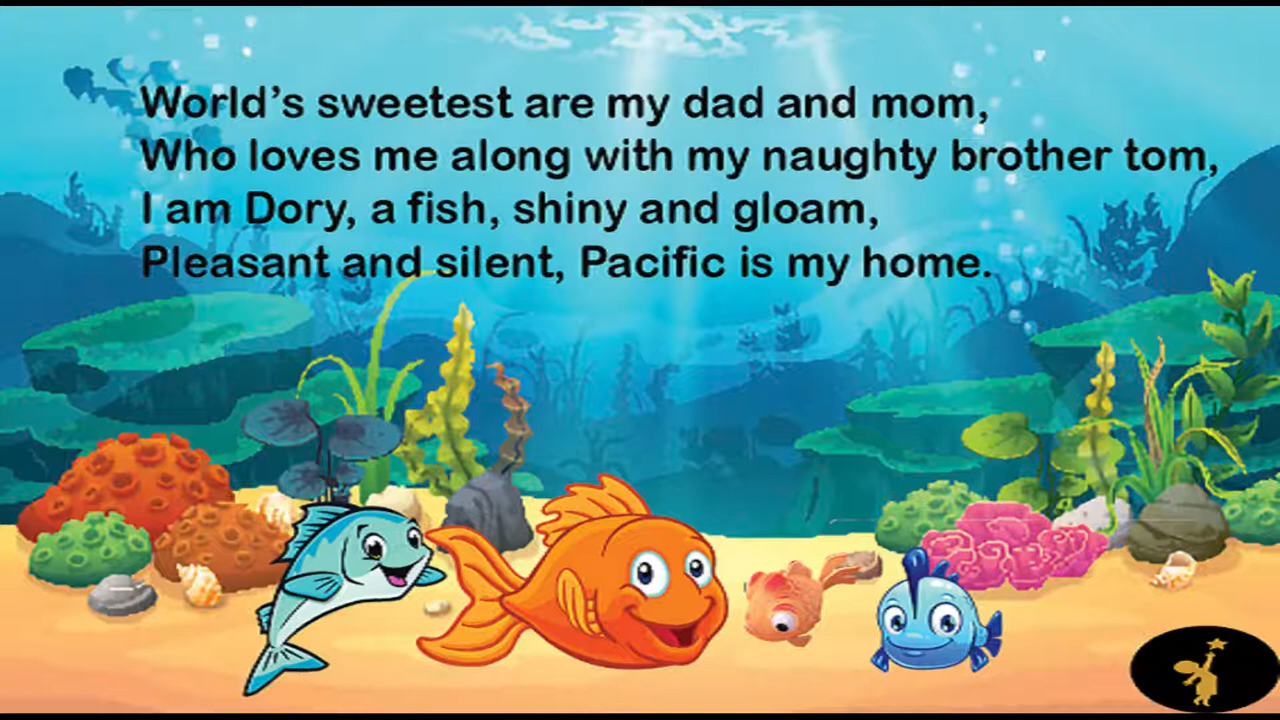 World’s sweetest are my dad and mom,
Who loves me along with my naughty brother tom,
I am Dory, a fish, shiny and gloam,
Pleasant and silent, Pacific is my home.